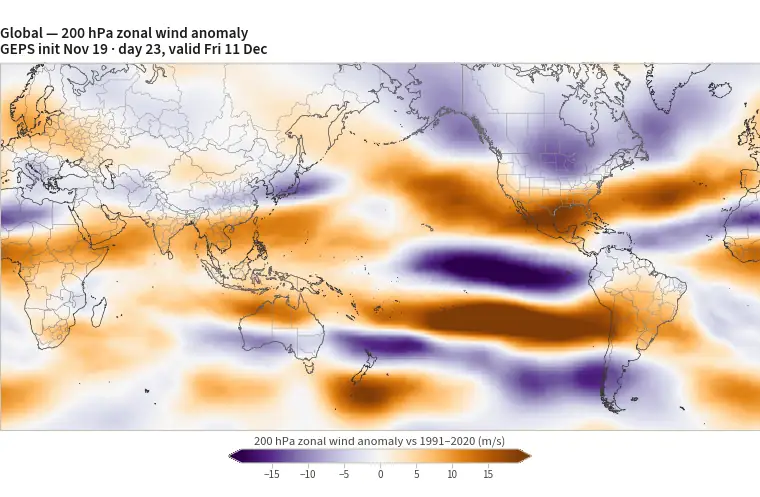 Global — 200 hPa zonal wind anomaly
GEPS init Nov 19 · day 23, valid Fri 11 Dec
200 hPa zonal wind anomaly vs 1991–2020 (m/s)
−15 −10 −5 0 5 10 15